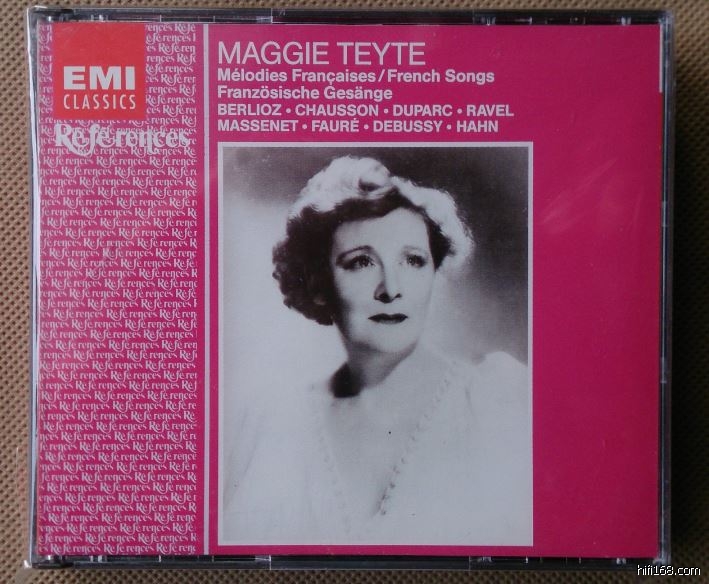 EMI
CLASSICS
Références
MAGGIE TEYTE
Mélodies Françaises/French Songs
Französische Gesänge
BERLIOZ • CHAUSSON • DUPARC • RAVEL
MASSENET • FAURÉ • DEBUSSY • HAHN
hifi168.com